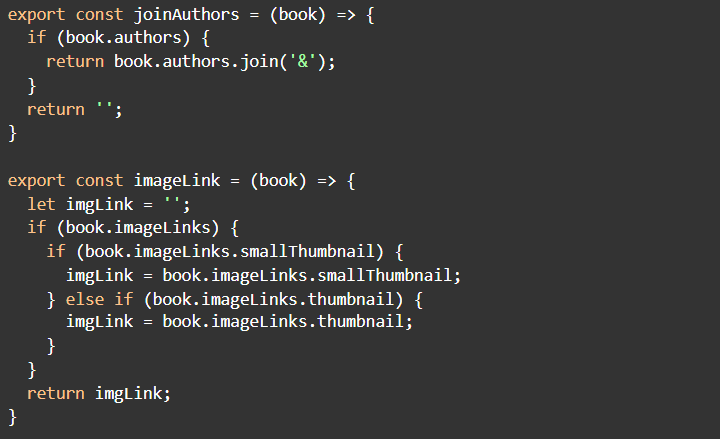 export const joinAuthors = (book) => {
  if (book.authors) {
    return book.authors.join('&');
  }
  return '';
}

export const imageLink = (book) => {
  let imgLink = '';
  if (book.imageLinks) {
    if (book.imageLinks.smallThumbnail) {
      imgLink = book.imageLinks.smallThumbnail;
    } else if (book.imageLinks.thumbnail) {
      imgLink = book.imageLinks.thumbnail;
    }
  }
  return imgLink;
}